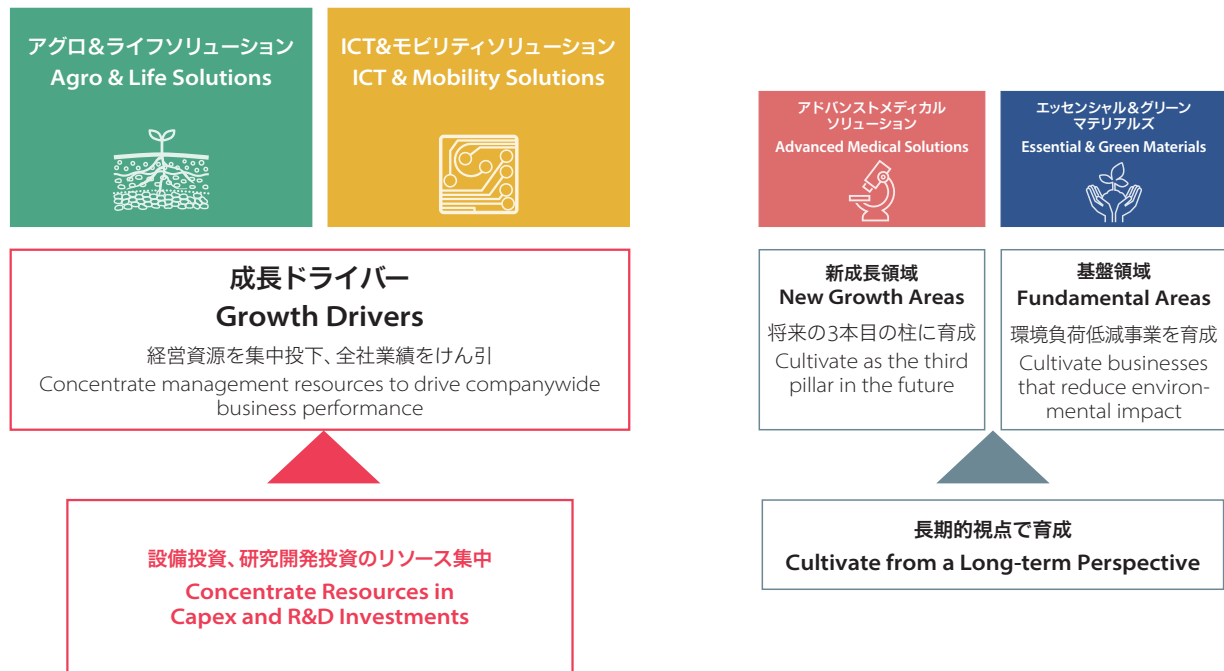 アグロ&ライフソリューション
Agro & Life Solutions
ICT&モビリティソリューション
ICT & Mobility Solutions
アドバンストメディカル
ソリューション
Advanced Medical Solutions
エッセンシャル&グリーン
マテリアルズ
Essential & Green Materials
成長ドライバー
Growth Drivers
経営資源を集中投下、全社業績をけん引
Concentrate management resources to drive companywide
business performance
新成長領域
New Growth Areas
将来の3本目の柱に育成
Cultivate as the third
pillar in the future
基盤領域
Fundamental Areas
環境負荷低減事業を育成
Cultivate businesses
that reduce environ-
mental impact
設備投資、研究開発投資のリソース集中
Concentrate Resources in
Capex and R&D Investments
長期的視点で育成
Cultivate from a Long-term Perspective